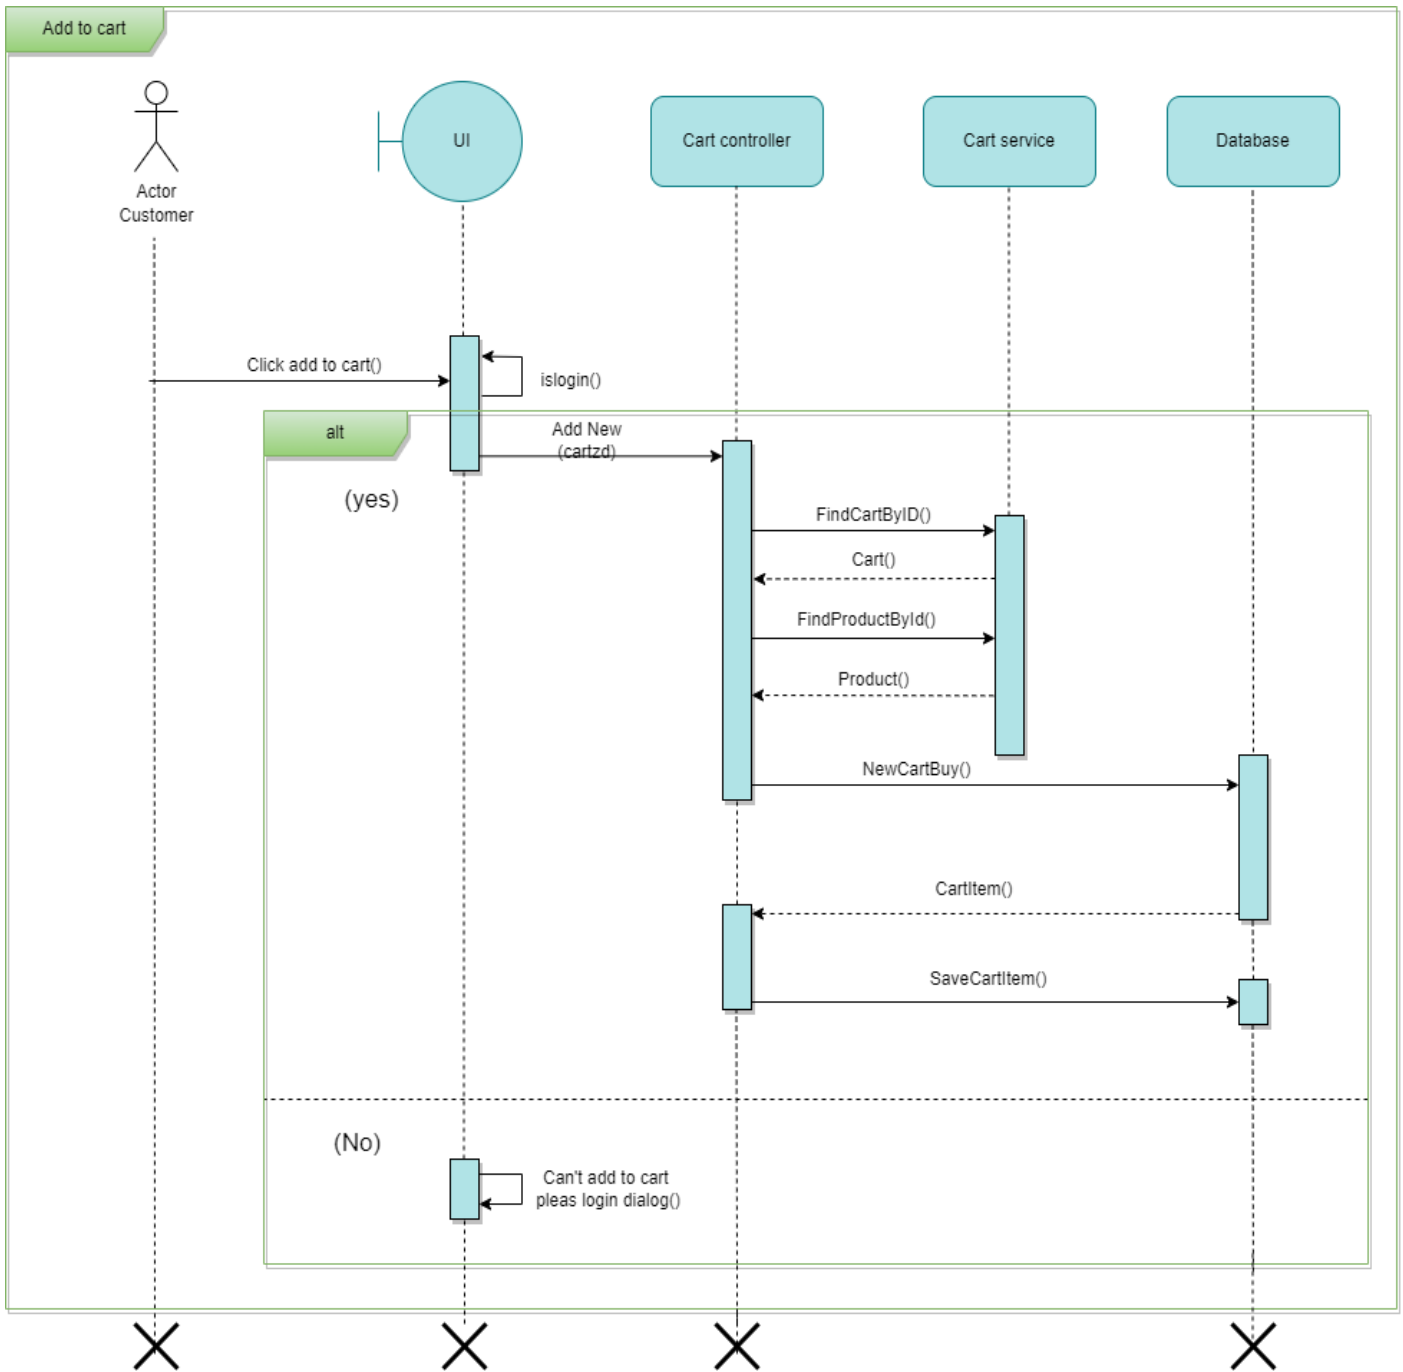 Add to cart
Actor
Customer
UI
Cart controller
Cart service
Database
Click add to cart()
islogin()
alt
Add New
(cartzd)
(yes)
FindCartByID()
Cart()
FindProductById()
Product()
NewCartBuy()
CartItem()
SaveCartItem()
(No)
Can't add to cart
pleas login dialog()